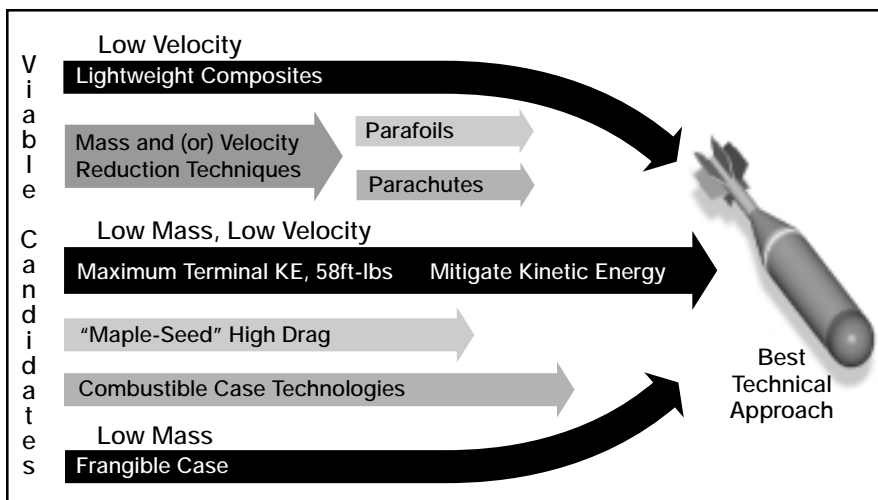 Viable Candidates
Low Velocity
Lightweight Composites
Mass and (or) Velocity
Reduction Techniques
Parafoils
Parachutes
Low Mass, Low Velocity
Maximum Terminal KE, 58ft-lbs
Mitigate Kinetic Energy
“Maple-Seed” High Drag
Combustible Case Technologies
Low Mass
Frangible Case
Best
Technical
Approach